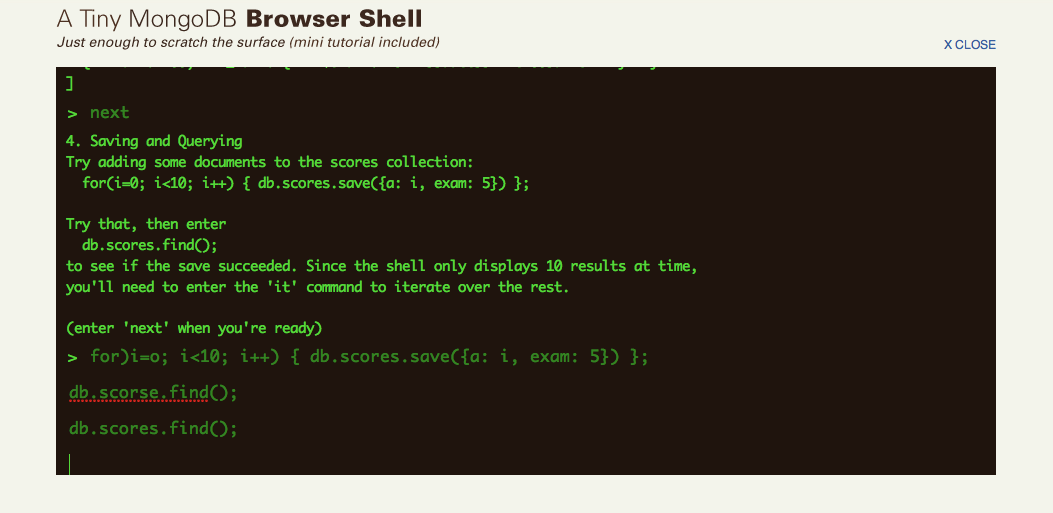 A Tiny MongoDB Browser Shell
Just enough to scratch the surface (mini tutorial included)
X CLOSE
]
> next
4. Saving and Querying
Try adding some documents to the scores collection:
for(i=0; i<10; i++) { db.scores.save({a: i, exam: 5}) };
Try that, then enter
db.scores.find();
to see if the save succeeded. Since the shell only displays 10 results at time,
you'll need to enter the 'it' command to iterate over the rest.
(enter 'next' when you're ready)
> for)i=o; i<10; i++) { db.scores.save({a: i, exam: 5}) };
db.scorse.find();
db.scores.find();